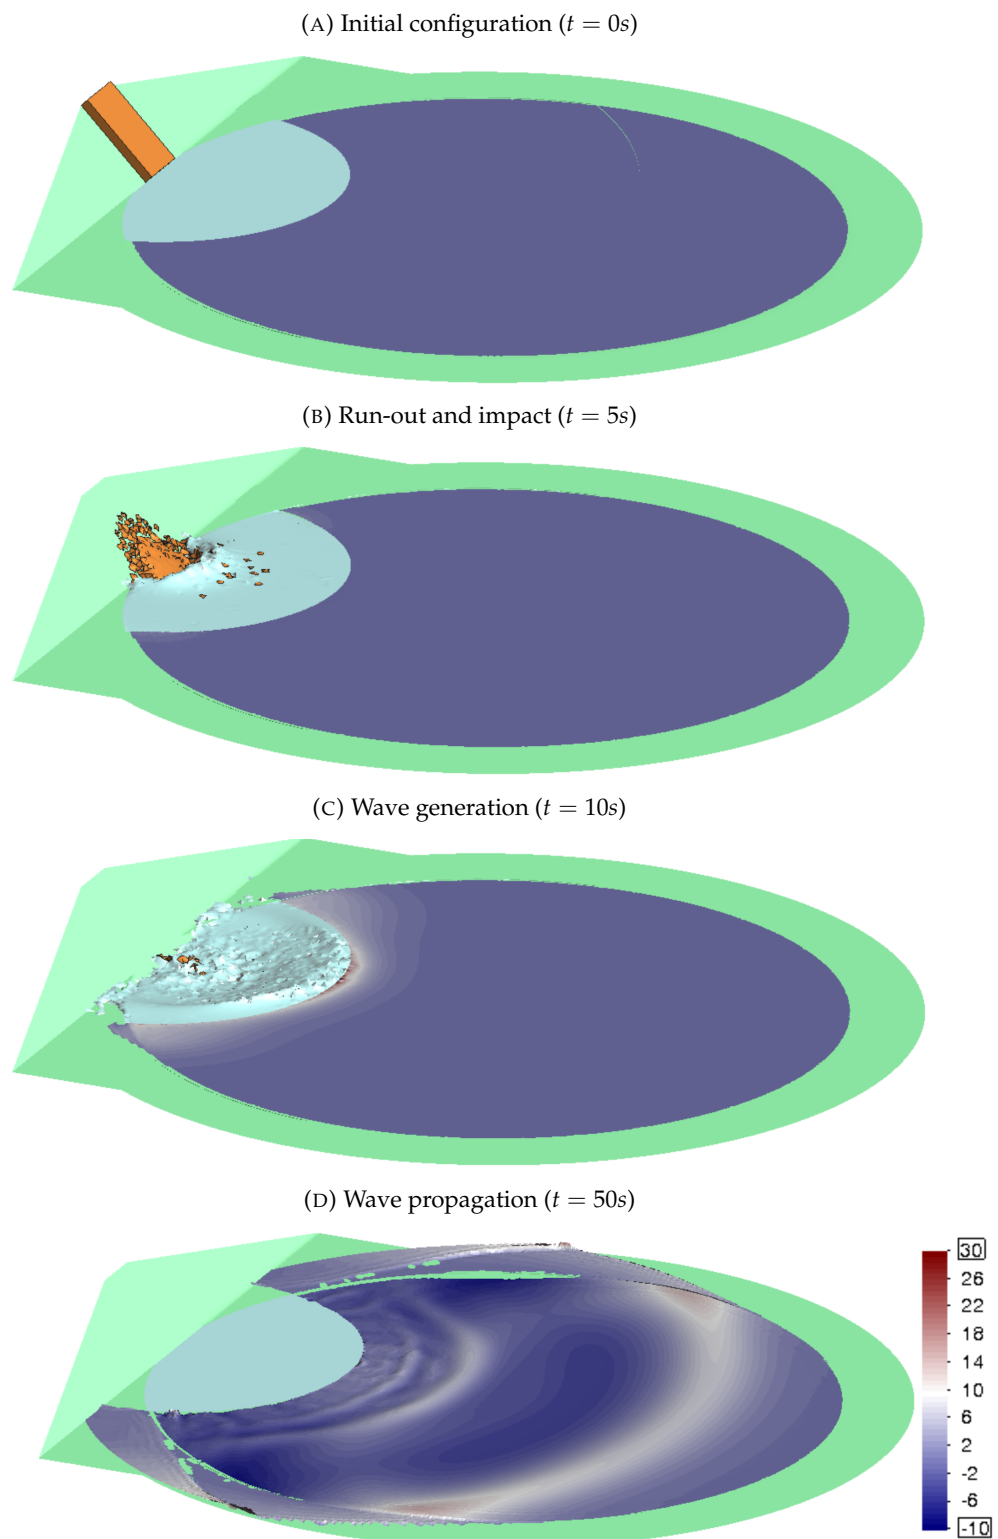 (A) Initial configuration (t = 0s)
(B) Run-out and impact (t = 5s)
(C) Wave generation (t = 10s)
(D) Wave propagation (t = 50s)
30
26
22
18
14
10
6
2
-2
-6
-10